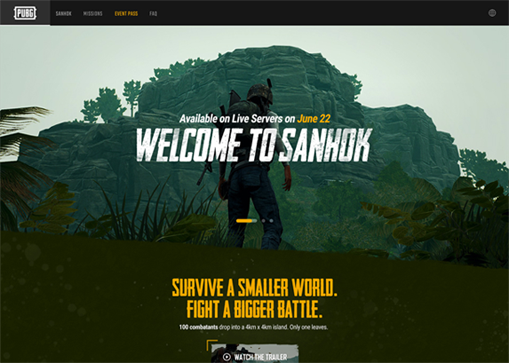 PUBG
SANHOK MISSIONS EVENT PASS FAQ
Available on Live Servers on June 22
WELCOME TO SANHOK
SURVIVE A SMALLER WORLD.
FIGHT A BIGGER BATTLE.
100 combatants drop into a 4km x 4km island. Only one leaves.
WATCH THE TRAILER